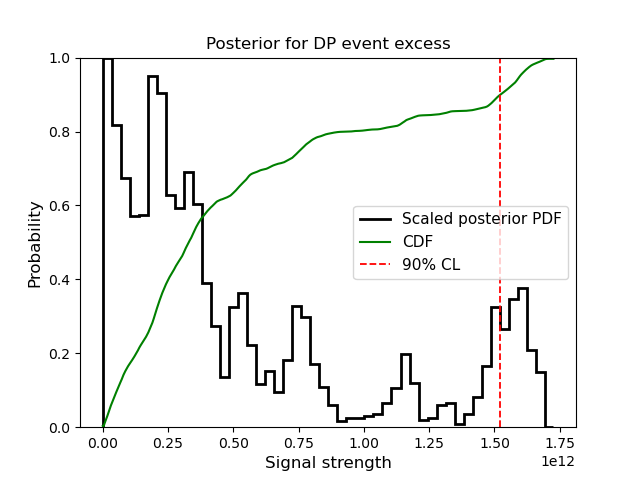 Posterior for DP event excess
Probability
1.0
0.8
0.6
0.4
0.2
0.0
Scaled posterior PDF
CDF
90% CL
0.00 0.25 0.50 0.75 1.00 1.25 1.50 1.75
1e12
Signal strength